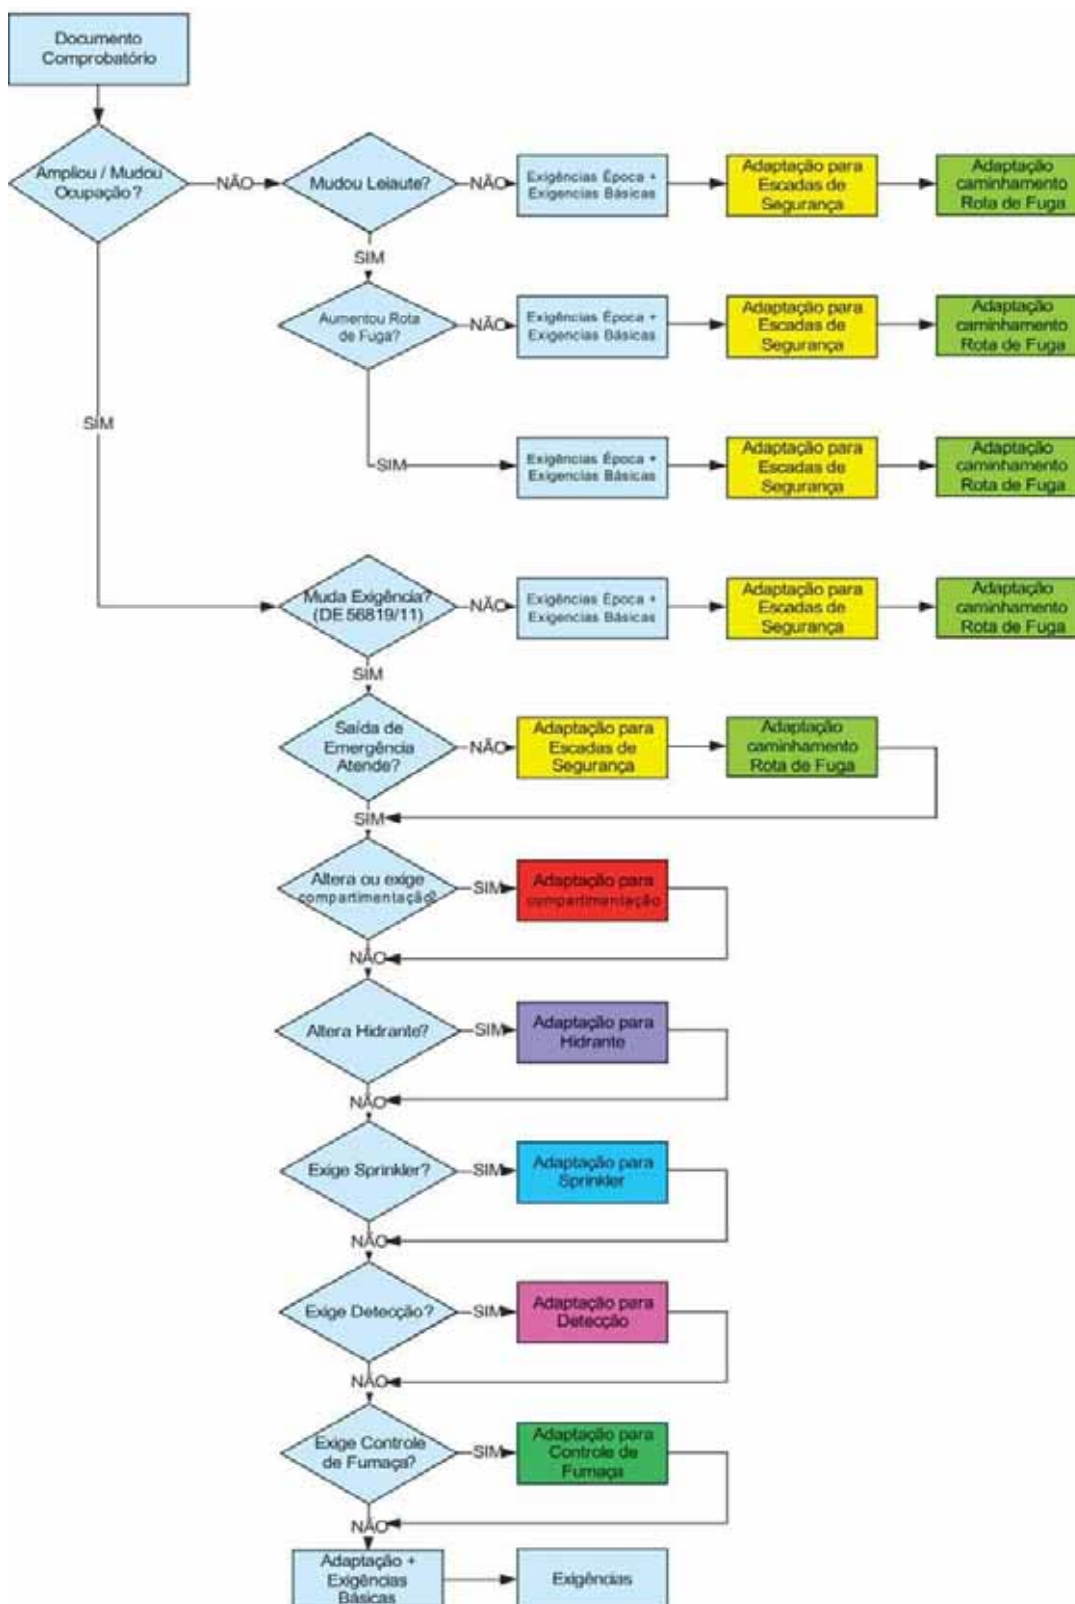 Documento
Comprobatório
Ampliou / Mudou
Ocupação?
NÃO
Mudou Leiaute?
NÃO
Exigências Época +
Exigencias Básicas
Adaptação para
Escadas de
Segurança
Adaptação
caminhamento
Rota de Fuga
SIM
Aumentou Rota
de Fuga?
NÃO
Exigências Época +
Exigencias Básicas
Adaptação para
Escadas de
Segurança
Adaptação
caminhamento
Rota de Fuga
SIM
SIM
Exigências Época +
Exigencias Básicas
Adaptação para
Escadas de
Segurança
Adaptação
caminhamento
Rota de Fuga
Muda Exigência?
(DE 56819/11)
NÃO
Exigências Época +
Exigencias Básicas
Adaptação para
Escadas de
Segurança
Adaptação
caminhamento
Rota de Fuga
SIM
Saída de
Emergência
Atende?
NÃO
Adaptação para
Escadas de
Segurança
Adaptação
caminhamento
Rota de Fuga
SIM
Altera ou exige
compartimentação?
SIM
Adaptação para
compartimentação
NÃO
Altera Hidrante?
SIM
Adaptação para
Hidrante
NÃO
Exige Sprinkler?
SIM
Adaptação para
Sprinkler
NÃO
Exige Detecção?
SIM
Adaptação para
Detecção
NÃO
Exige Controle
de Fumaça?
SIM
Adaptação para
Controle de
Fumaça
NÃO
Adaptação +
Exigências
Básicas
Exigências